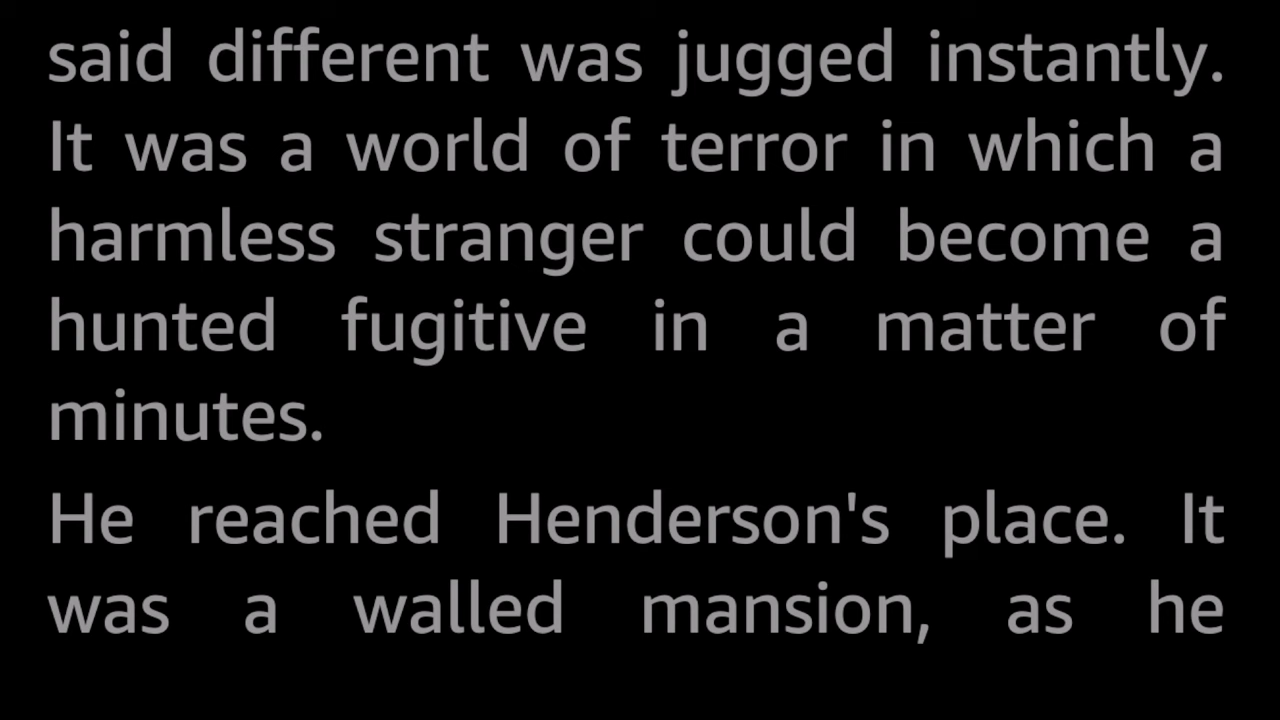 said different was jugged instantly.
It was a world of terror in which a
harmless stranger could become a
hunted fugitive in a matter of
minutes.
He reached Henderson's place. It
was a walled mansion, as he